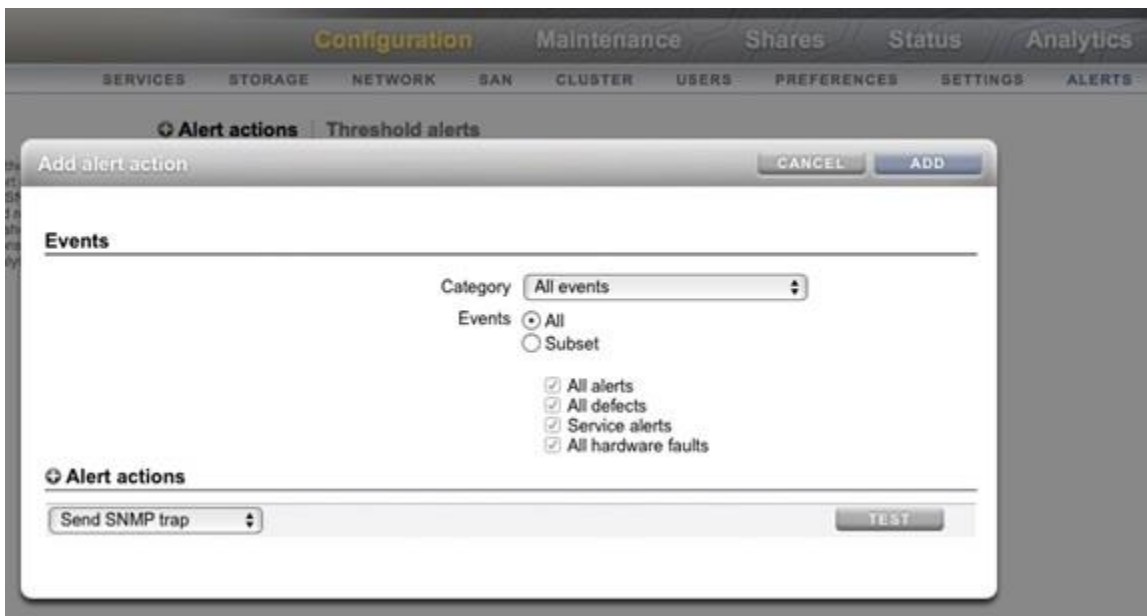 Configuration Maintenance Shares Status Analytics
SERVICES STORAGE NETWORK SAN CLUSTER USERS PREFERENCES SETTINGS ALERTS
Alert actions Threshold alerts
Add alert action CANCEL ADD
Events
Category All events
Events All
Subset
All alerts
All defects
Service alerts
All hardware faults
Alert actions
Send SNMP trap TEST